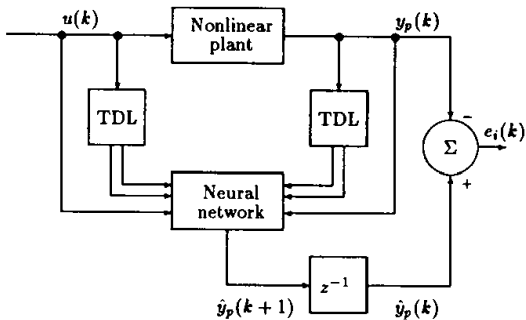 u(k)
Nonlinear
plant
y_p(k)
TDL
TDL
−
e_i(k)
Σ
+
Neural
network
ŷ_p(k+1)
z⁻¹
ŷ_p(k)